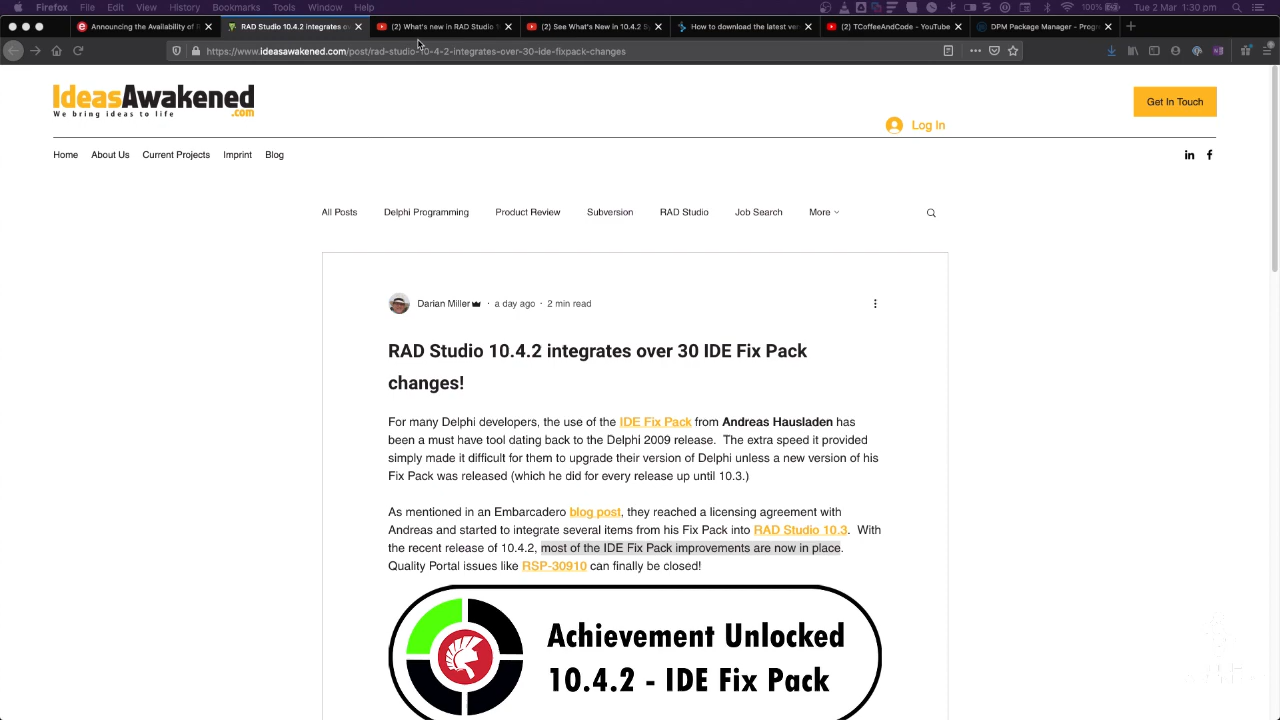 Firefox File Edit View History Bookmarks Tools Window Help
100% Tue 2 Mar 1:30 pm
Announcing the Availability of R
RAD Studio 10.4.2 integrates ov
(2) What's new in RAD Studio
(2) See What's New in 10.4.2 S
How to download the latest ver
(2) TCoffeeAndCode - YouTube
DPM Package Manager - Progr
https://www.ideasawakened.com/post/rad-studio-10-4-2-integrates-over-30-ide-fixpack-changes
IdeasAwakened
.com
We bring ideas to life
Get In Touch
Log In
Home About Us Current Projects Imprint Blog
All Posts Delphi Programming Product Review Subversion RAD Studio Job Search More
Darian Miller · a day ago · 2 min read
RAD Studio 10.4.2 integrates over 30 IDE Fix Pack
changes!
For many Delphi developers, the use of the IDE Fix Pack from Andreas Hausladen has
been a must have tool dating back to the Delphi 2009 release. The extra speed it provided
simply made it difficult for them to upgrade their version of Delphi unless a new version of his
Fix Pack was released (which he did for every release up until 10.3.)
As mentioned in an Embarcadero blog post, they reached a licensing agreement with
Andreas and started to integrate several items from his Fix Pack into RAD Studio 10.3. With
the recent release of 10.4.2, most of the IDE Fix Pack improvements are now in place.
Quality Portal issues like RSP-30910 can finally be closed!
Achievement Unlocked
10.4.2 - IDE Fix Pack